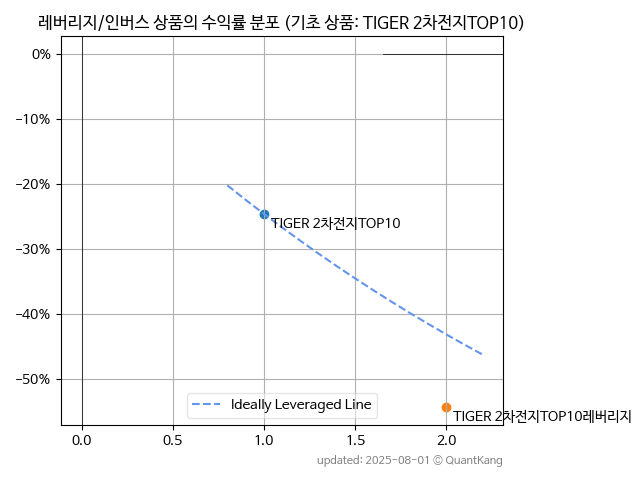 레버리지/인버스 상품의 수익률 분포 (기초 상품: TIGER 2차전지TOP10)
0%
−10%
−20%
TIGER 2차전지TOP10
−30%
−40%
−50%
Ideally Leveraged Line
TIGER 2차전지TOP10레버리지
0.0 0.5 1.0 1.5 2.0
updated: 2025-08-01 © QuantKang